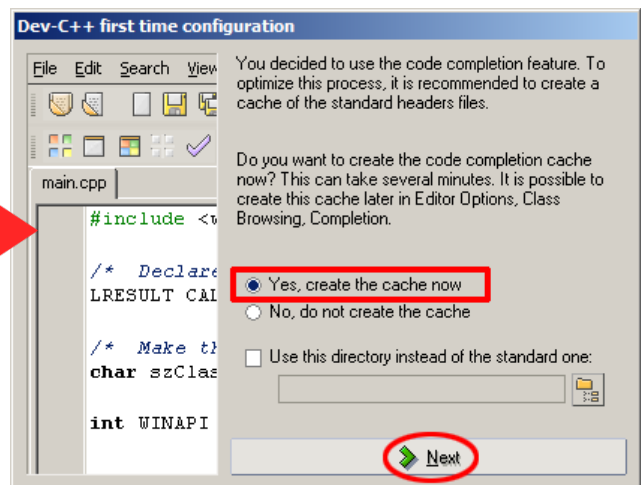 Dev-C++ first time configuration
File Edit Search View
main.cpp
#include <w
/* Declare
LRESULT CAL
/* Make th
char szClas
int WINAPI
You decided to use the code completion feature. To
optimize this process, it is recommended to create a
cache of the standard headers files.
Do you want to create the code completion cache
now? This can take several minutes. It is possible to
create this cache later in Editor Options, Class
Browsing, Completion.
Yes, create the cache now
No, do not create the cache
Use this directory instead of the standard one:
Next